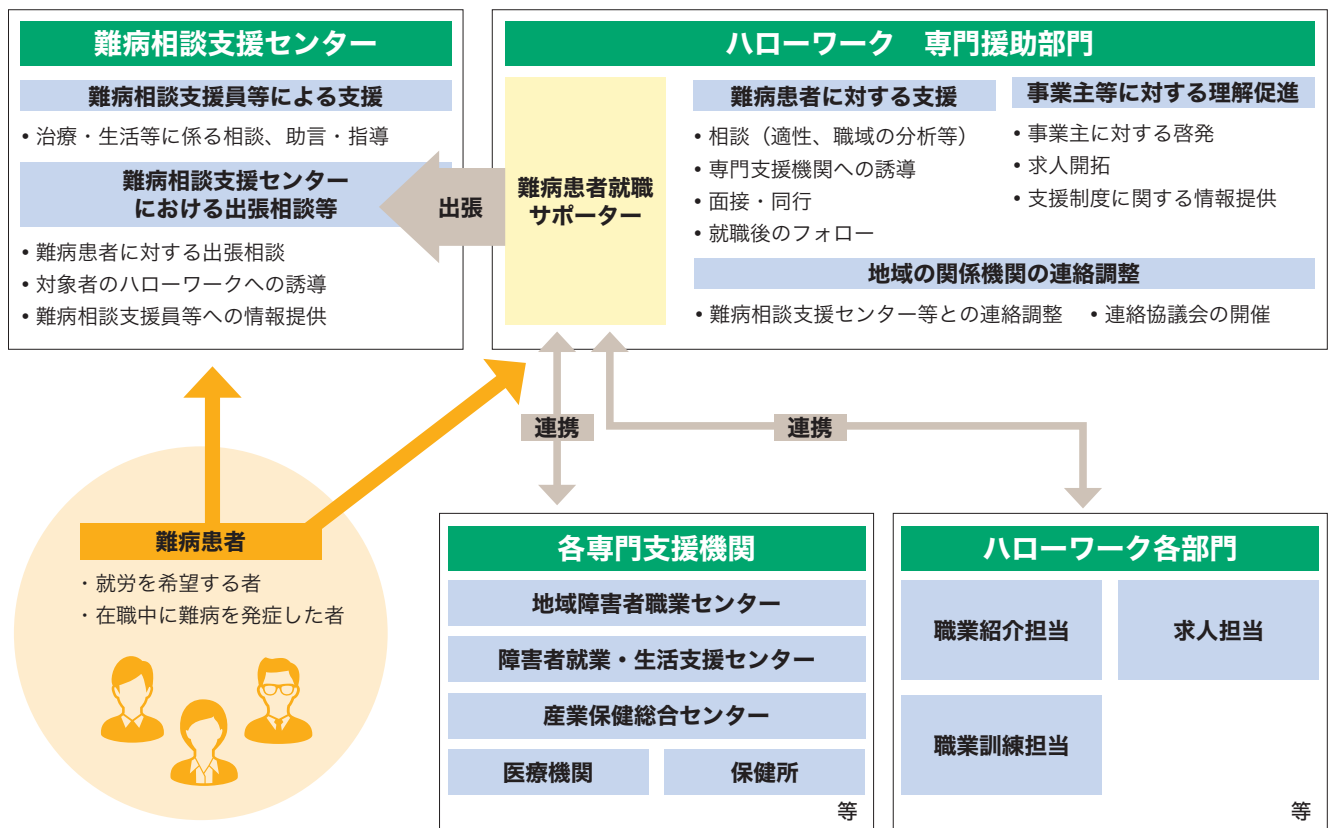 難病相談支援センター
難病相談支援員等による支援
•治療・生活等に係る相談、助言・指導
難病相談支援センター
における出張相談等
•難病患者に対する出張相談
•対象者のハローワークへの誘導
•難病相談支援員等への情報提供
出張
ハローワーク　専門援助部門
難病患者就職
サポーター
難病患者に対する支援
•相談（適性、職域の分析等）
•専門支援機関への誘導
•面接・同行
•就職後のフォロー
事業主等に対する理解促進
•事業主に対する啓発
•求人開拓
•支援制度に関する情報提供
地域の関係機関の連絡調整
•難病相談支援センター等との連絡調整　•連絡協議会の開催
連携
連携
難病患者
・就労を希望する者
・在職中に難病を発症した者
各専門支援機関
地域障害者職業センター
障害者就業・生活支援センター
産業保健総合センター
医療機関
保健所
等
ハローワーク各部門
職業紹介担当
求人担当
職業訓練担当
等